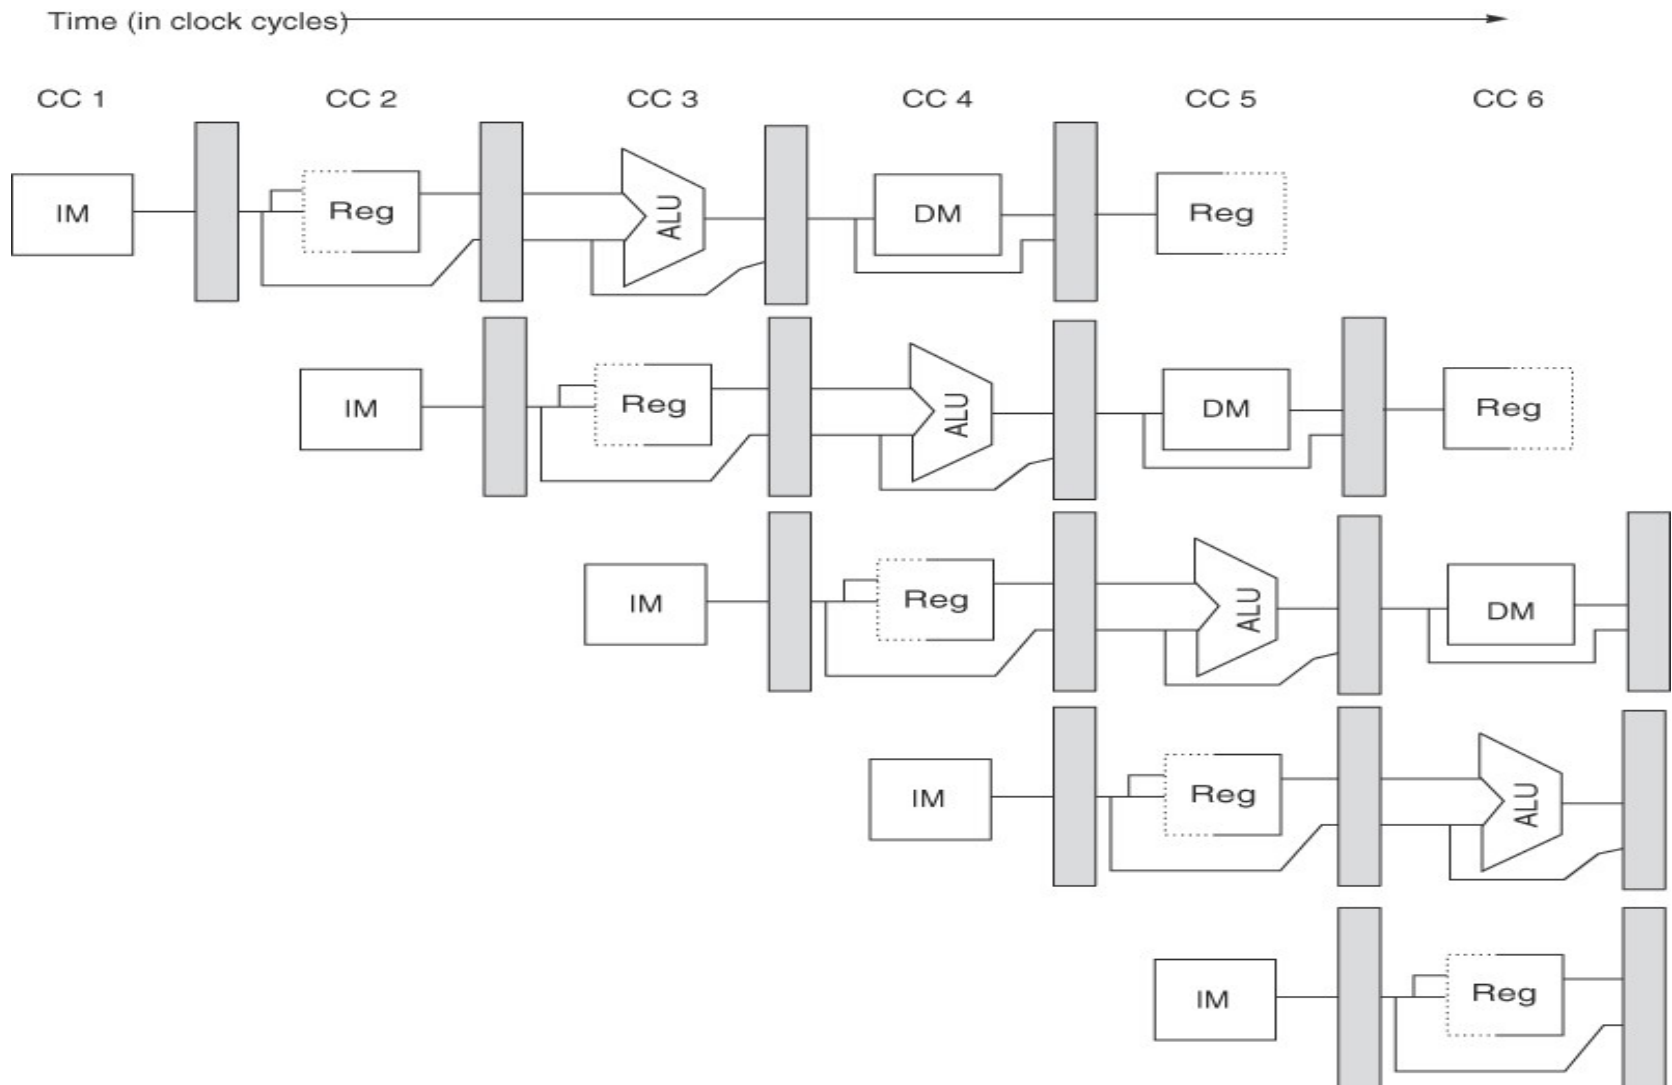 Time (in clock cycles)
CC 1 CC 2 CC 3 CC 4 CC 5 CC 6
IM Reg ALU DM Reg
IM Reg ALU DM Reg
IM Reg ALU DM
IM Reg ALU
IM Reg